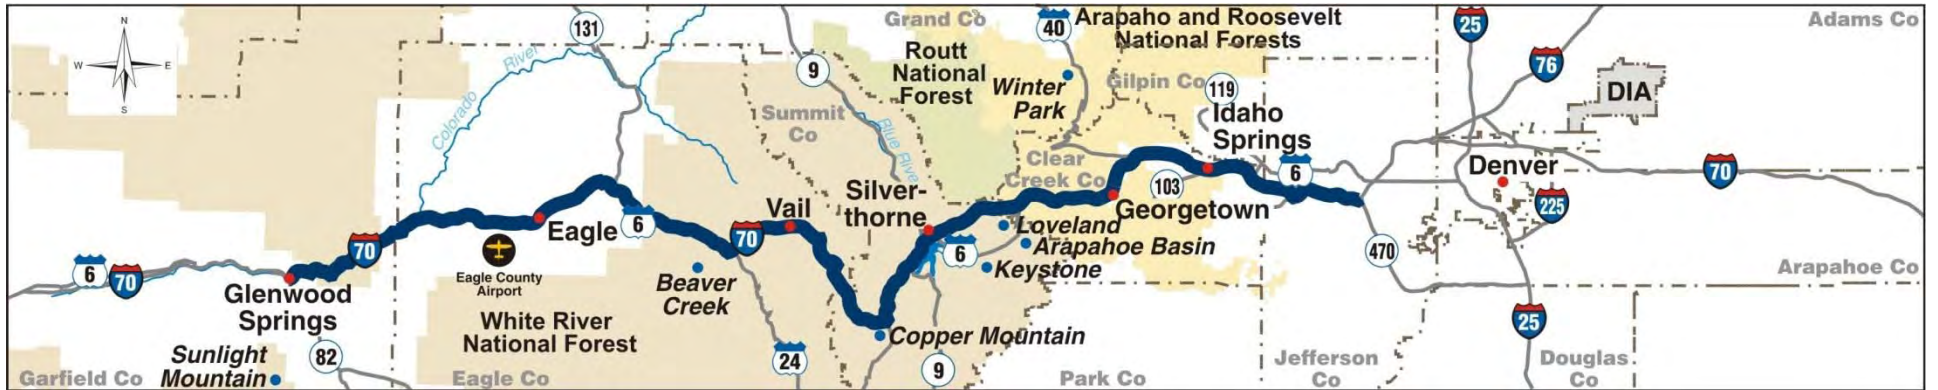 N
W
E
S
131
River
Colorado
9
Summit
Co
Blue River
Grand Co
Routt
National
Forest
40
Arapaho and Roosevelt
National Forests
Winter
Park
Gilpin Co
119
Idaho
Springs
25
76
DIA
Adams Co
Clear
Creek Co
103
6
Denver
70
225
Silver-
thorne
Vail
Georgetown
Eagle
6
70
70
Loveland
Arapahoe Basin
6
Keystone
470
6
70
Eagle County
Airport
Beaver
Creek
Arapahoe Co
Glenwood
Springs
White River
National Forest
Copper Mountain
25
Sunlight
Mountain
82
24
9
Jefferson
Co
Douglas
Co
Garfield Co
Eagle Co
Park Co